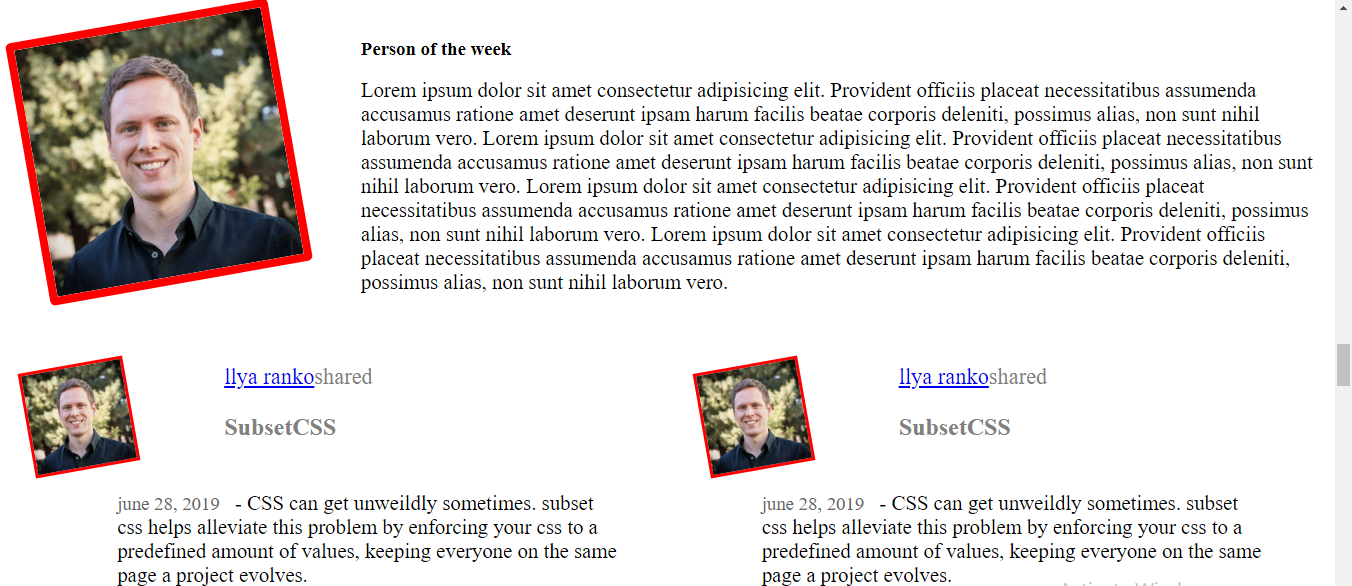 Person of the week
Lorem ipsum dolor sit amet consectetur adipisicing elit. Provident officiis placeat necessitatibus assumenda
accusamus ratione amet deserunt ipsam harum facilis beatae corporis deleniti, possimus alias, non sunt nihil
laborum vero. Lorem ipsum dolor sit amet consectetur adipisicing elit. Provident officiis placeat necessitatibus
assumenda accusamus ratione amet deserunt ipsam harum facilis beatae corporis deleniti, possimus alias, non sunt
nihil laborum vero. Lorem ipsum dolor sit amet consectetur adipisicing elit. Provident officiis placeat
necessitatibus assumenda accusamus ratione amet deserunt ipsam harum facilis beatae corporis deleniti, possimus
alias, non sunt nihil laborum vero. Lorem ipsum dolor sit amet consectetur adipisicing elit. Provident officiis
placeat necessitatibus assumenda accusamus ratione amet deserunt ipsam harum facilis beatae corporis deleniti,
possimus alias, non sunt nihil laborum vero.
llya rankoshared
SubsetCSS
june 28, 2019 - CSS can get unweildly sometimes. subset
css helps alleviate this problem by enforcing your css to a
predefined amount of values, keeping everyone on the same
page a project evolves.
llya rankoshared
SubsetCSS
june 28, 2019 - CSS can get unweildly sometimes. subset
css helps alleviate this problem by enforcing your css to a
predefined amount of values, keeping everyone on the same
page a project evolves.